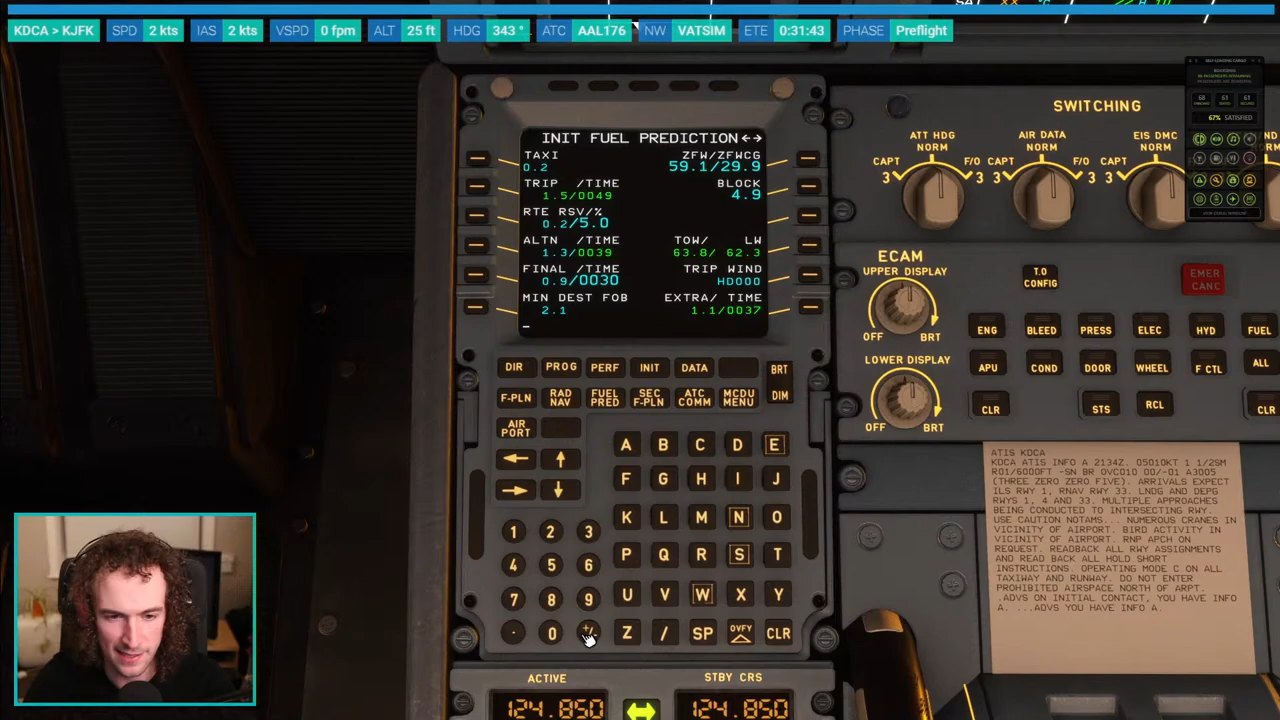 KDCA > KJFK SPD 2 kts IAS 2 kts VSPD 0 fpm ALT 25 ft HDG 343 ° ATC AAL176 NW VATSIM ETE 0:31:43 PHASE Preflight
INIT FUEL PREDICTION←→
TAXI ZFW/ZFWCG
0.2 59.1/29.9
TRIP /TIME BLOCK
1.5/0049 4.9
RTE RSV/%
0.2/5.0
ALTN /TIME TOW/ LW
1.3/0039 63.8/ 62.3
FINAL /TIME TRIP WIND
0.9/0030 HD000
MIN DEST FOB EXTRA/ TIME
2.1 1.1/0037
DIR PROG PERF INIT DATA BRT
DIM
F-PLN RAD NAV FUEL PRED SEC F-PLN ATC COMM MCDU MENU
AIR PORT
← ↑
→ ↓
A B C D E
F G H I J
K L M N O
P Q R S T
U V W X Y
Z / SP OVFY CLR
1 2 3
4 5 6
7 8 9
. 0 +/-
ACTIVE STBY CRS
124.850 124.850
SWITCHING
ATT HDG AIR DATA EIS DMC
NORM NORM NORM
CAPT F/O CAPT F/O CAPT F/O
3 3 3 3 3
67% SATISFIED
ECAM
UPPER DISPLAY
OFF BRT
LOWER DISPLAY
OFF BRT
T.O CONFIG
EMER CANC
ENG BLEED PRESS ELEC HYD FUEL
APU COND DOOR WHEEL F CTL ALL
CLR STS RCL CLR
ATIS KDCA
KDCA ATIS INFO A 2134Z. 05010KT 1 1/2SM
R01/6000FT -SN BR OVC010 00/-01 A3005
(THREE ZERO ZERO FIVE). ARRIVALS EXPECT
ILS RWY 1, RNAV RWY 33. LNDG AND DEPG
RWYS 1, 4 AND 33. MULTIPLE APPROACHES
BEING CONDUCTED TO INTERSECTING RWY.
USE CAUTION NOTAMS... NUMEROUS CRANES IN
VICINITY OF AIRPORT. BIRD ACTIVITY IN
VICINITY OF AIRPORT. RNP APCH ON
REQUEST. READBACK ALL RWY ASSIGNMENTS
AND READ BACK ALL HOLD SHORT
INSTRUCTIONS. OPERATING MODE C ON ALL
TAXIWAY AND RUNWAY. DO NOT ENTER
PROHIBITED AIRSPACE NORTH OF ARPT.
.ADVS ON INITIAL CONTACT, YOU HAVE INFO
A. ...ADVS YOU HAVE INFO A.